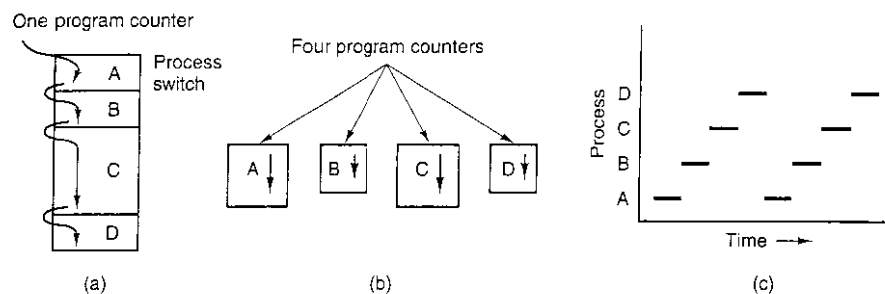 One program counter
Process
switch
A
B
C
D
(a)
Four program counters
A
B
C
D
(b)
Process
D
C
B
A
Time
(c)